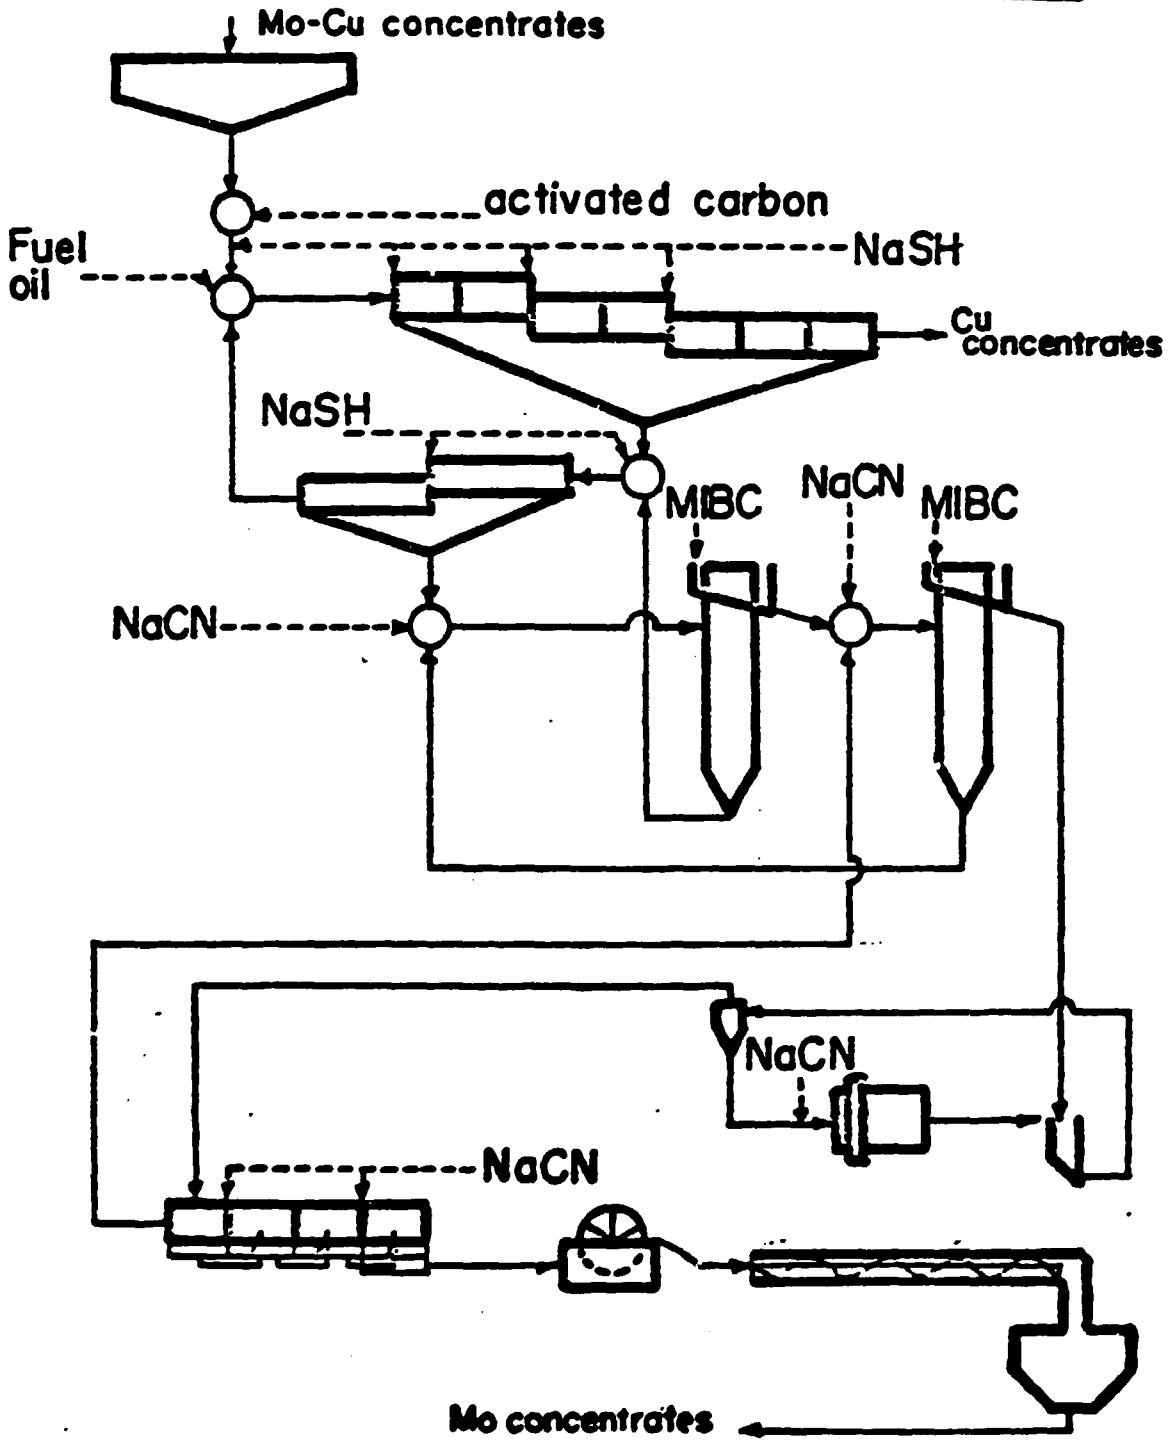 Mo-Cu concentrates
activated carbon
Fuel
oil
NaSH
Cu
concentrates
NaSH
MIBC
NaCN
MIBC
NaCN
NaCN
NaCN
Mo concentrates